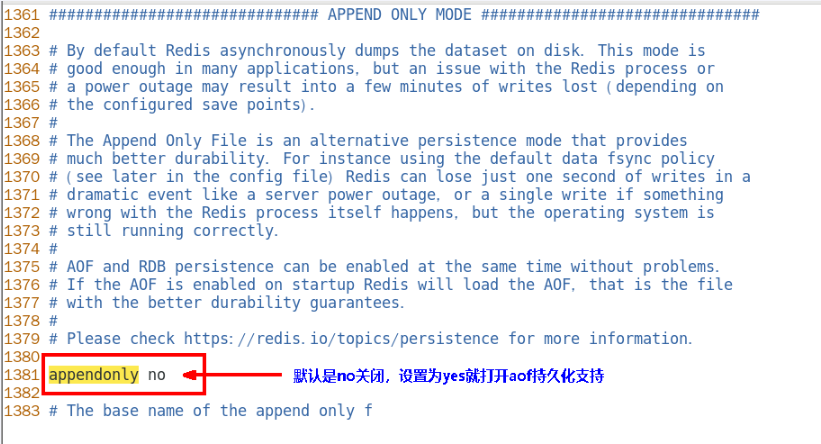 1361 ############################## APPEND ONLY MODE ###############################
1362
1363 # By default Redis asynchronously dumps the dataset on disk. This mode is
1364 # good enough in many applications, but an issue with the Redis process or
1365 # a power outage may result into a few minutes of writes lost (depending on
1366 # the configured save points).
1367 #
1368 # The Append Only File is an alternative persistence mode that provides
1369 # much better durability. For instance using the default data fsync policy
1370 # (see later in the config file) Redis can lose just one second of writes in a
1371 # dramatic event like a server power outage, or a single write if something
1372 # wrong with the Redis process itself happens, but the operating system is
1373 # still running correctly.
1374 #
1375 # AOF and RDB persistence can be enabled at the same time without problems.
1376 # If the AOF is enabled on startup Redis will load the AOF, that is the file
1377 # with the better durability guarantees.
1378 #
1379 # Please check https://redis.io/topics/persistence for more information.
1380
1381 appendonly no 默认是no关闭，设置为yes就打开aof持久化支持
1382
1383 # The base name of the append only f